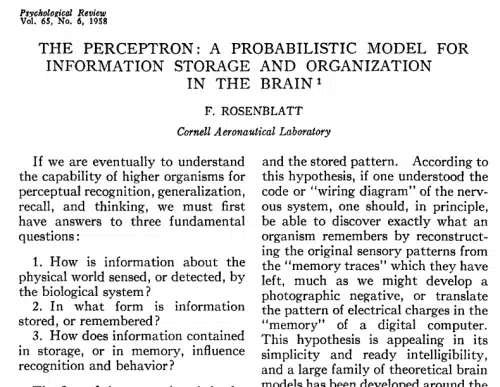 Psychological Review
Vol. 65, No. 6, 1958
THE PERCEPTRON: A PROBABILISTIC MODEL FOR
INFORMATION STORAGE AND ORGANIZATION
IN THE BRAIN 1
F. ROSENBLATT
Cornell Aeronautical Laboratory
If we are eventually to understand
the capability of higher organisms for
perceptual recognition, generalization,
recall, and thinking, we must first
have answers to three fundamental
questions:
1. How is information about the
physical world sensed, or detected, by
the biological system?
2. In what form is information
stored, or remembered?
3. How does information contained
in storage, or in memory, influence
recognition and behavior?
and the stored pattern. According to
this hypothesis, if one understood the
code or "wiring diagram" of the nerv-
ous system, one should, in principle,
be able to discover exactly what an
organism remembers by reconstruct-
ing the original sensory patterns from
the "memory traces" which they have
left, much as we might develop a
photographic negative, or translate
the pattern of electrical charges in the
"memory" of a digital computer.
This hypothesis is appealing in its
simplicity and ready intelligibility,
and a large family of theoretical brain
models has been developed around the